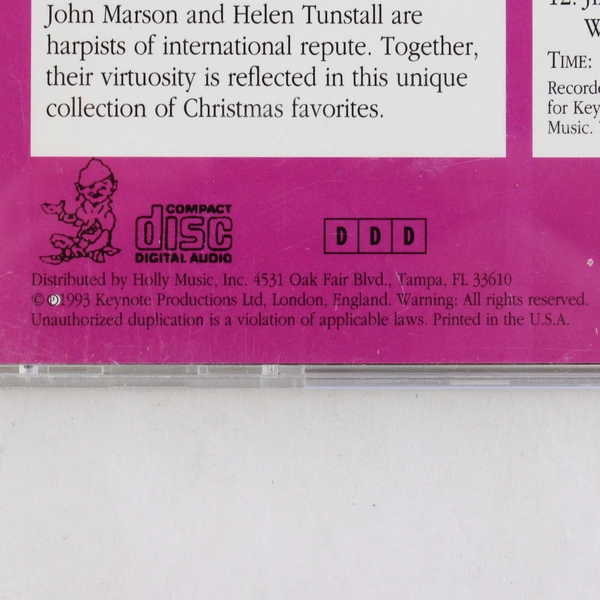 John Marson and Helen Tunstall are
harpists of international repute. Together,
their virtuosity is reflected in this unique
collection of Christmas favorites.
12.
W
TIME:
Recorde
for Key
Music.
COMPACT
disc
DIGITAL AUDIO
D D D
Distributed by Holly Music, Inc. 4531 Oak Fair Blvd., Tampa, FL 33610
© ℗1993 Keynote Productions Ltd, London, England. Warning: All rights reserved.
Unauthorized duplication is a violation of applicable laws. Printed in the U.S.A.